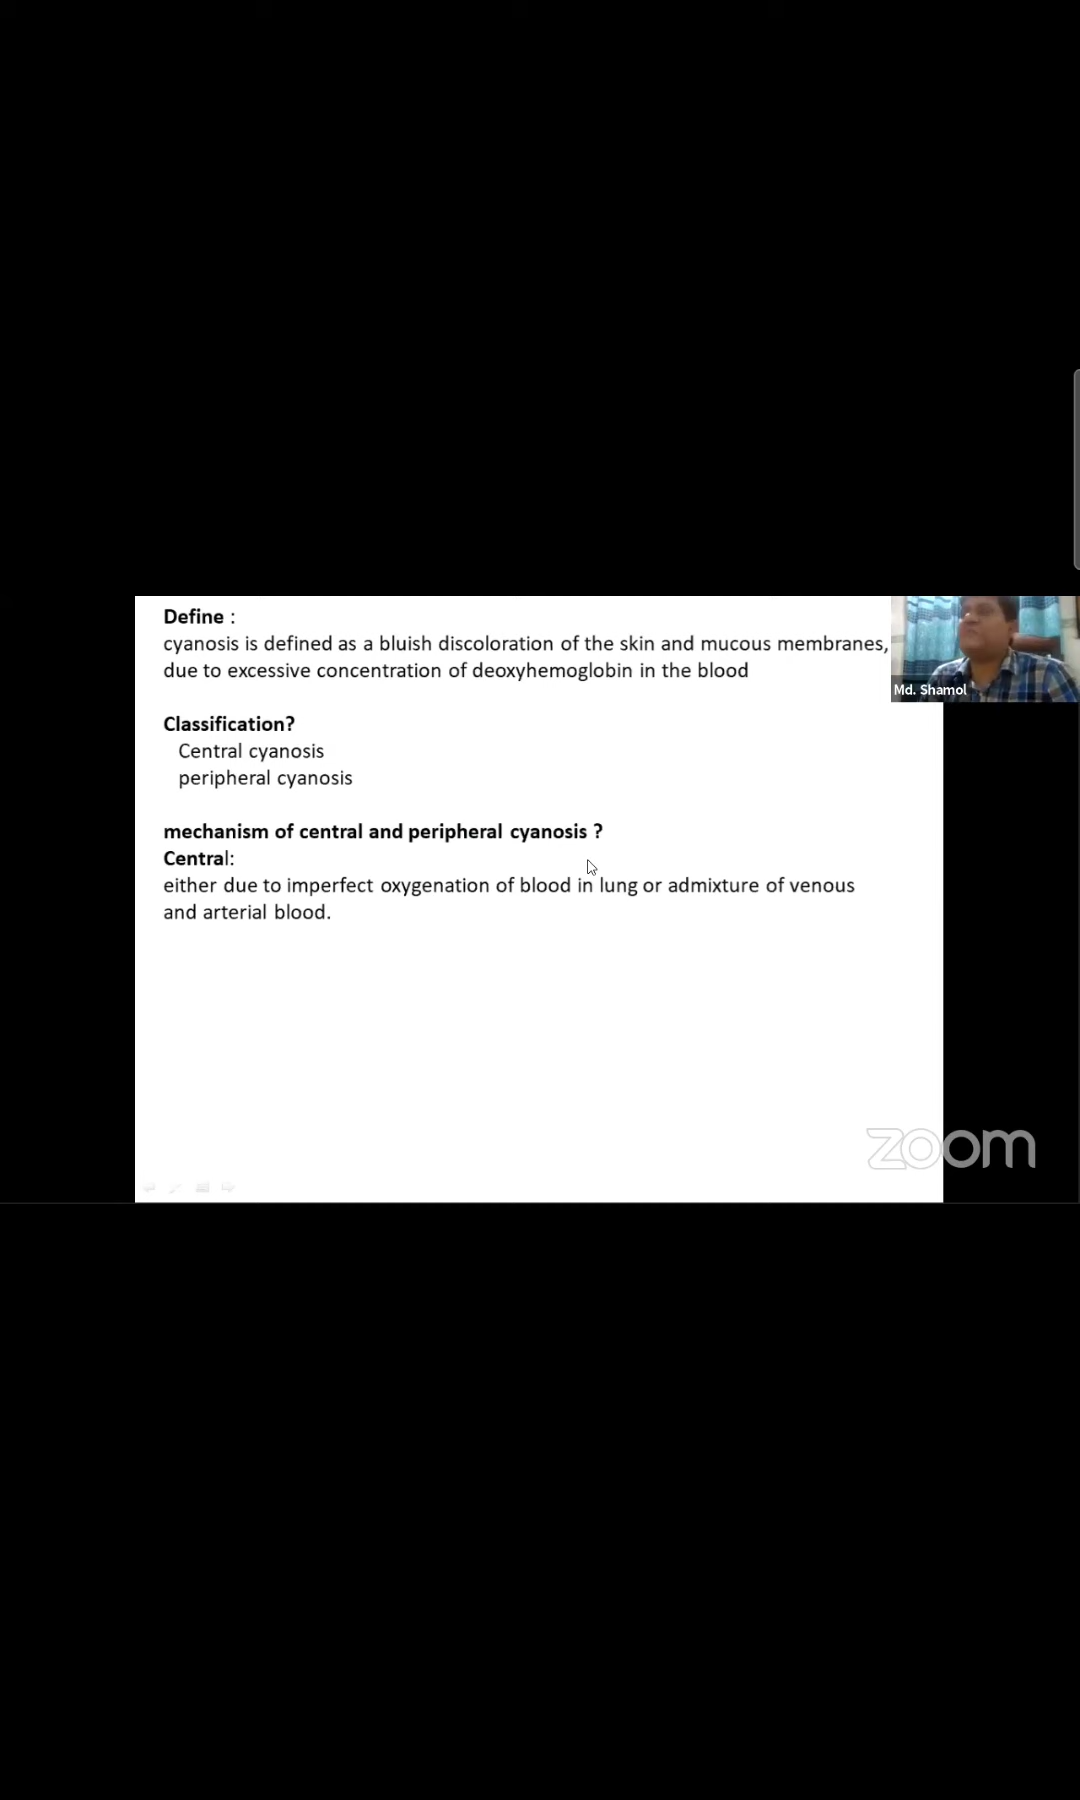 Define :
cyanosis is defined as a bluish discoloration of the skin and mucous membranes,
due to excessive concentration of deoxyhemoglobin in the blood
Md. Shamol
Classification?
Central cyanosis
peripheral cyanosis
mechanism of central and peripheral cyanosis ?
Central:
either due to imperfect oxygenation of blood in lung or admixture of venous
and arterial blood.
zoom